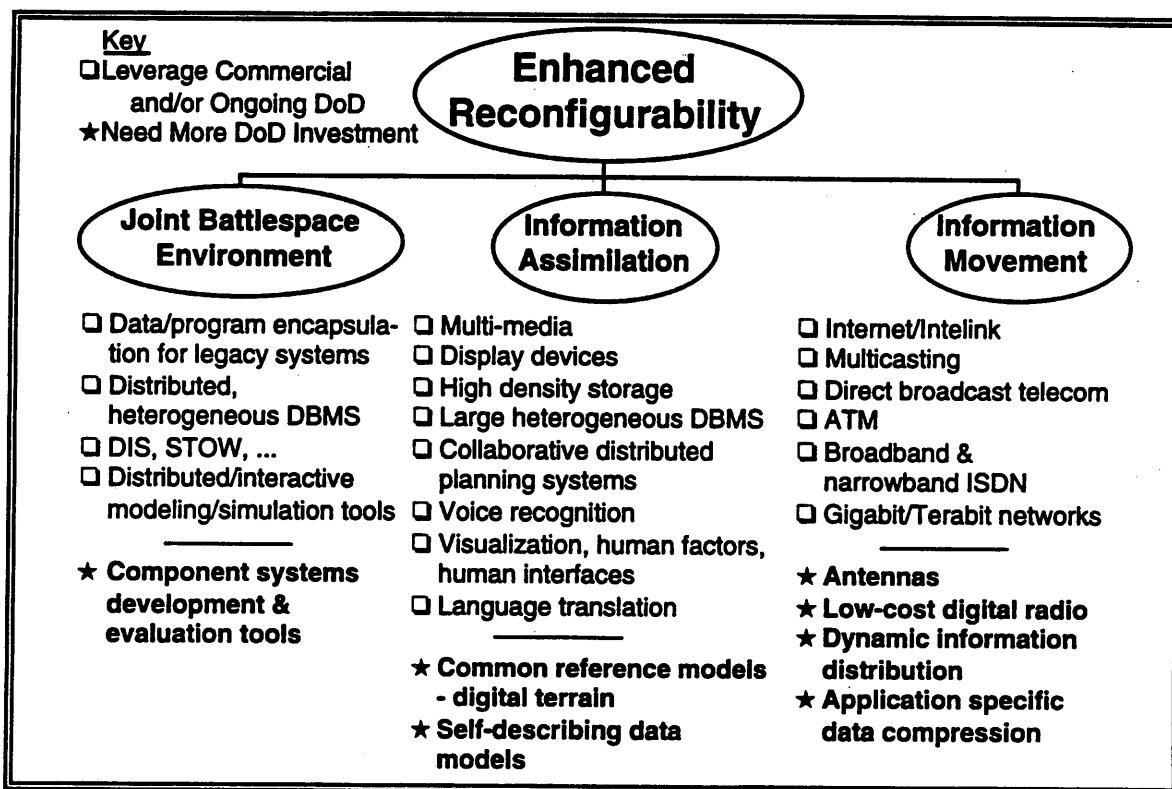 Key
❑Leverage Commercial
and/or Ongoing DoD
★Need More DoD Investment
Enhanced
Reconfigurability
Joint Battlespace
Environment
❑ Data/program encapsula-
tion for legacy systems
❑ Distributed,
heterogeneous DBMS
❑ DIS, STOW, ...
❑ Distributed/interactive
modeling/simulation tools
★ Component systems
development &
evaluation tools
Information
Assimilation
❑ Multi-media
❑ Display devices
❑ High density storage
❑ Large heterogeneous DBMS
❑ Collaborative distributed
planning systems
❑ Voice recognition
❑ Visualization, human factors,
human interfaces
❑ Language translation
★ Common reference models
- digital terrain
★ Self-describing data
models
Information
Movement
❑ Internet/Intelink
❑ Multicasting
❑ Direct broadcast telecom
❑ ATM
❑ Broadband &
narrowband ISDN
❑ Gigabit/Terabit networks
★ Antennas
★ Low-cost digital radio
★ Dynamic information
distribution
★ Application specific
data compression